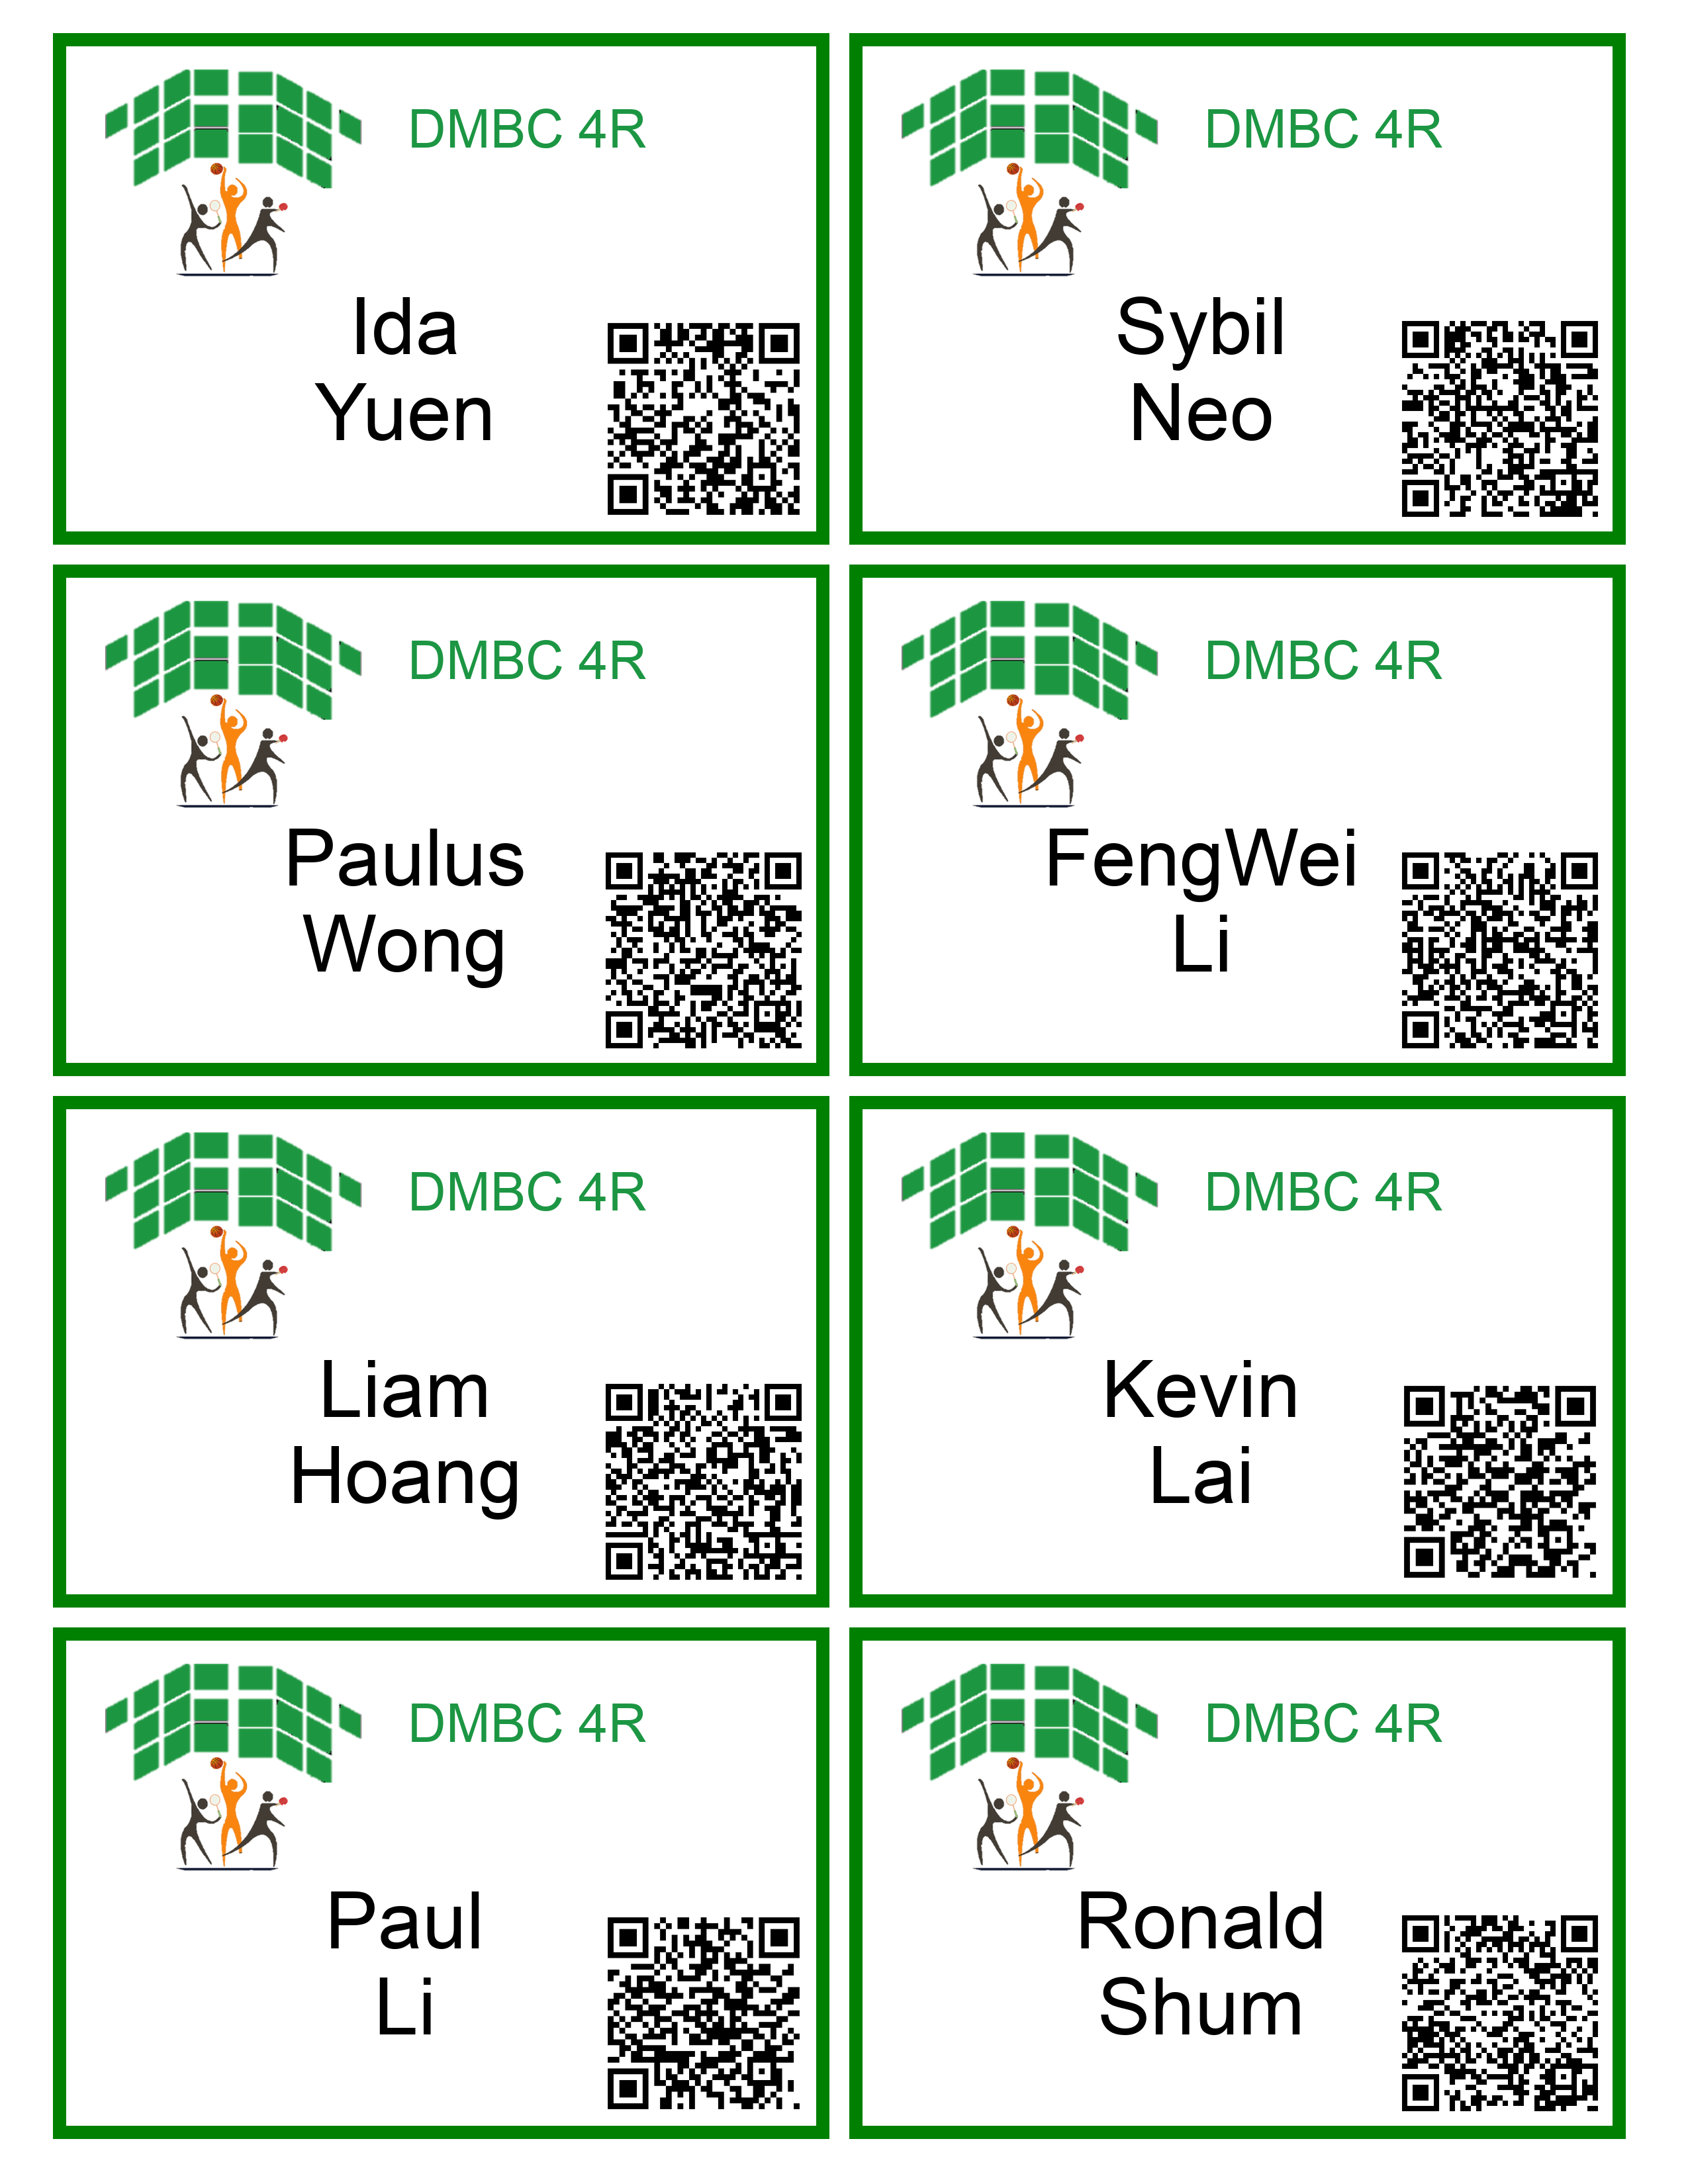 DMBC 4R
Ida
Yuen
DMBC 4R
Sybil
Neo
DMBC 4R
Paulus
Wong
DMBC 4R
FengWei
Li
DMBC 4R
Liam
Hoang
DMBC 4R
Kevin
Lai
DMBC 4R
Paul
Li
DMBC 4R
Ronald
Shum